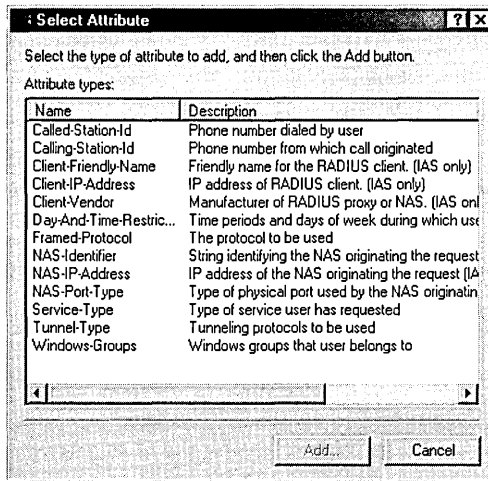 Select Attribute
Select the type of attribute to add, and then click the Add button.
Attribute types:
Name Description
Called-Station-Id Phone number dialed by user
Calling-Station-Id Phone number from which call originated
Client-Friendly-Name Friendly name for the RADIUS client. (IAS only)
Client-IP-Address IP address of RADIUS client. (IAS only)
Client-Vendor Manufacturer of RADIUS proxy or NAS. (IAS onl
Day-And-Time-Restric... Time periods and days of week during which use
Framed-Protocol The protocol to be used
NAS-Identifier String identifying the NAS originating the request
NAS-IP-Address IP address of the NAS originating the request (IA
NAS-Port-Type Type of physical port used by the NAS originatin
Service-Type Type of service user has requested
Tunnel-Type Tunneling protocols to be used
Windows-Groups Windows groups that user belongs to
Add... Cancel